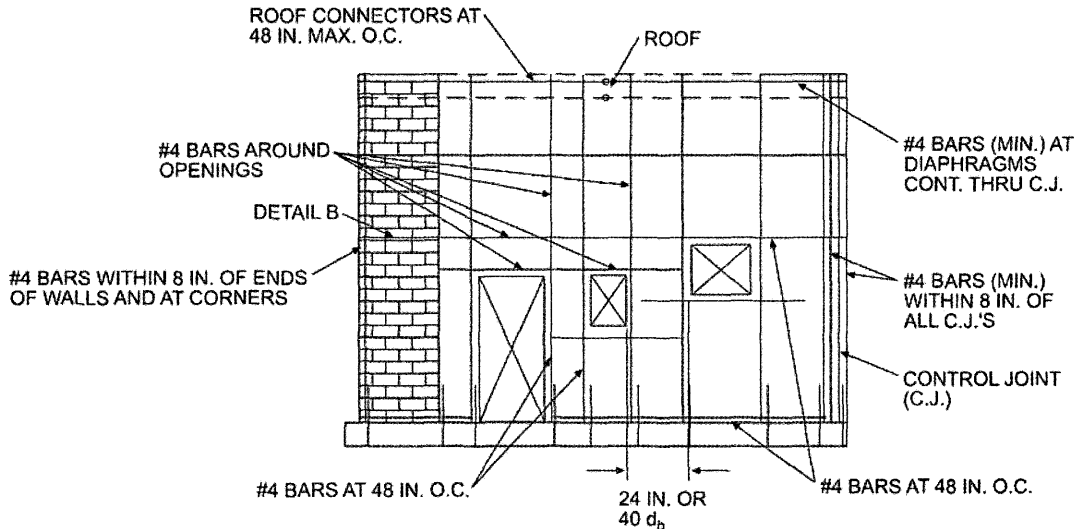 ROOF CONNECTORS AT
48 IN. MAX. O.C.
ROOF
#4 BARS AROUND
OPENINGS
#4 BARS (MIN.) AT
DIAPHRAGMS
CONT. THRU C.J.
DETAIL B
#4 BARS WITHIN 8 IN. OF ENDS
OF WALLS AND AT CORNERS
#4 BARS (MIN.)
WITHIN 8 IN. OF
ALL C.J.'S
CONTROL JOINT
(C.J.)
#4 BARS AT 48 IN. O.C.
24 IN. OR
40 db
#4 BARS AT 48 IN. O.C.